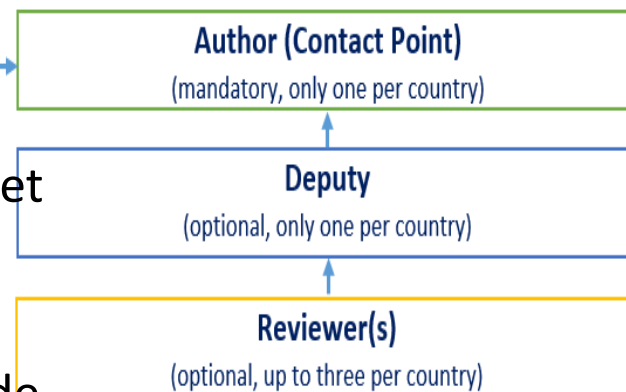 Author (Contact Point)
(mandatory, only one per country)
et
Deputy
(optional, only one per country)
Reviewer(s)
(optional, up to three per country)